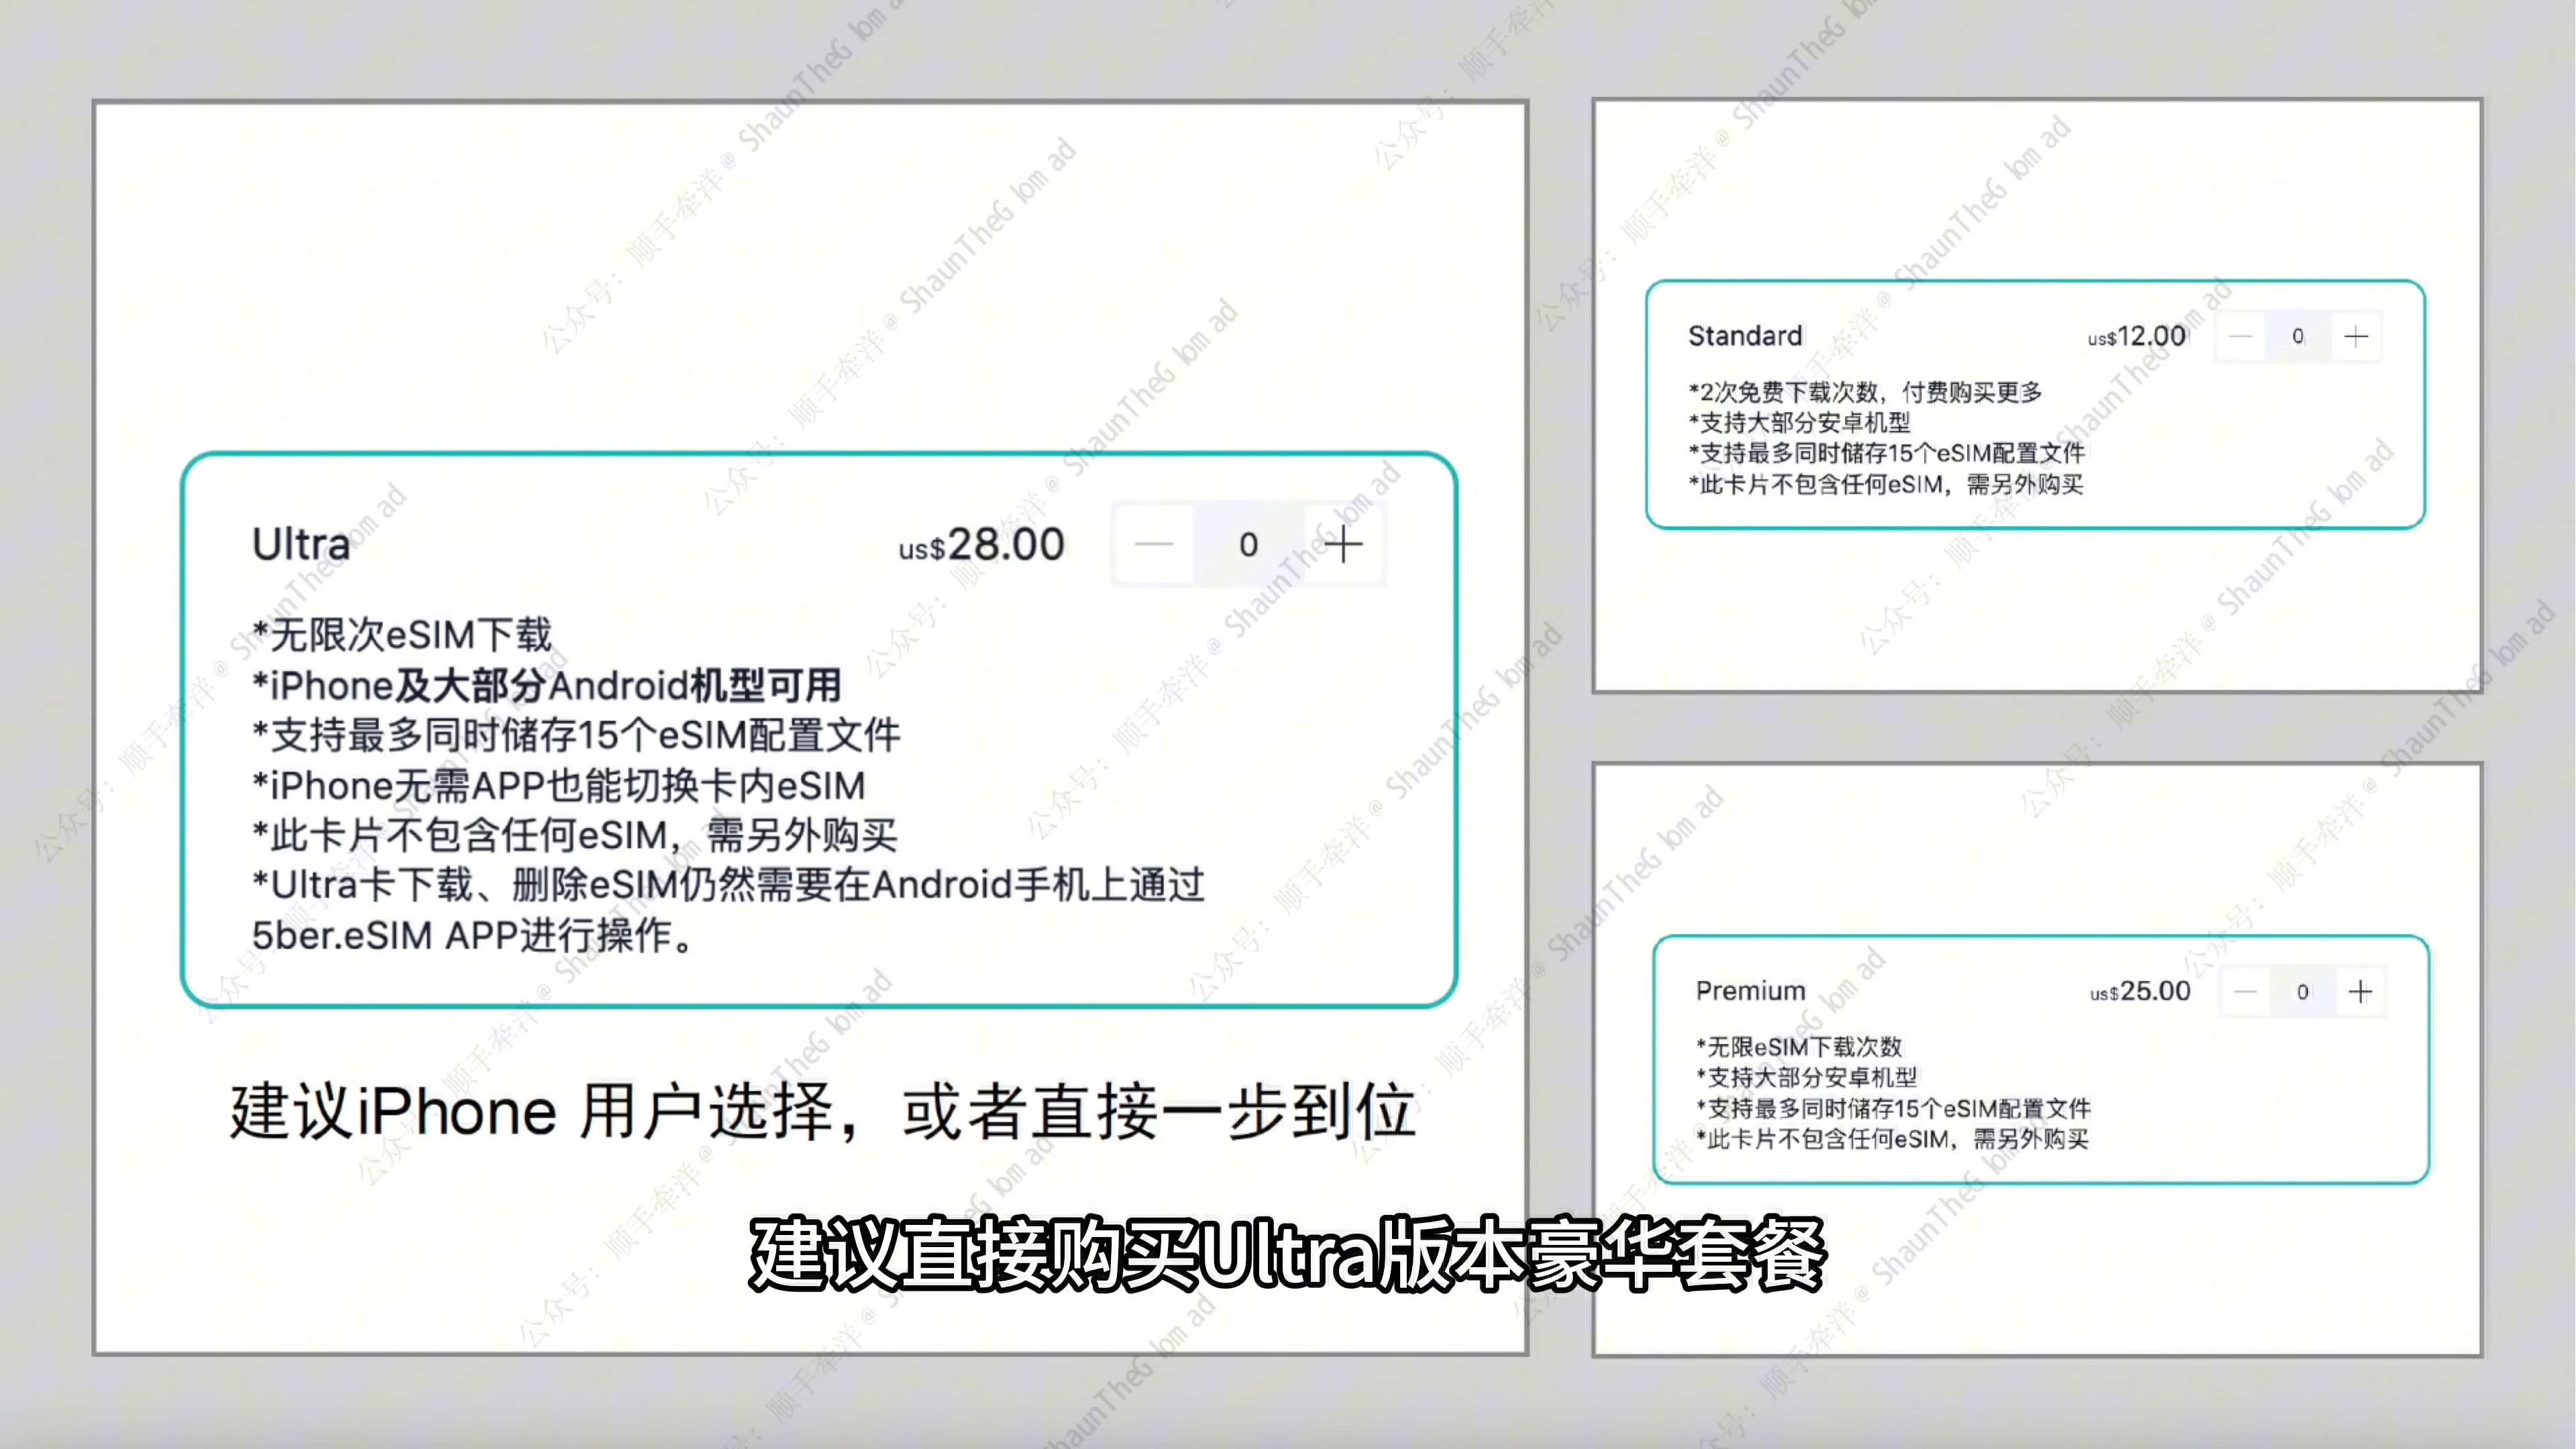 Ultra
us$28.00
0
*无限次eSIM下载
*iPhone及大部分Android机型可用
*支持最多同时储存15个eSIM配置文件
*iPhone无需APP也能切换卡内eSIM
*此卡片不包含任何eSIM，需另外购买
*Ultra卡下载、删除eSIM仍然需要在Android手机上通过
5ber.eSIM APP进行操作。
建议iPhone 用户选择，或者直接一步到位
Standard
us$12.00
0
*2次免费下载次数，付费购买更多
*支持大部分安卓机型
*支持最多同时储存15个eSIM配置文件
*此卡片不包含任何eSIM，需另外购买
Premium
us$25.00
0
*无限eSIM下载次数
*支持大部分安卓机型
*支持最多同时储存15个eSIM配置文件
*此卡片不包含任何eSIM，需另外购买
建议直接购买Ultra版本豪华套餐
公众号：顺手牵洋@ShaunTheGlomad